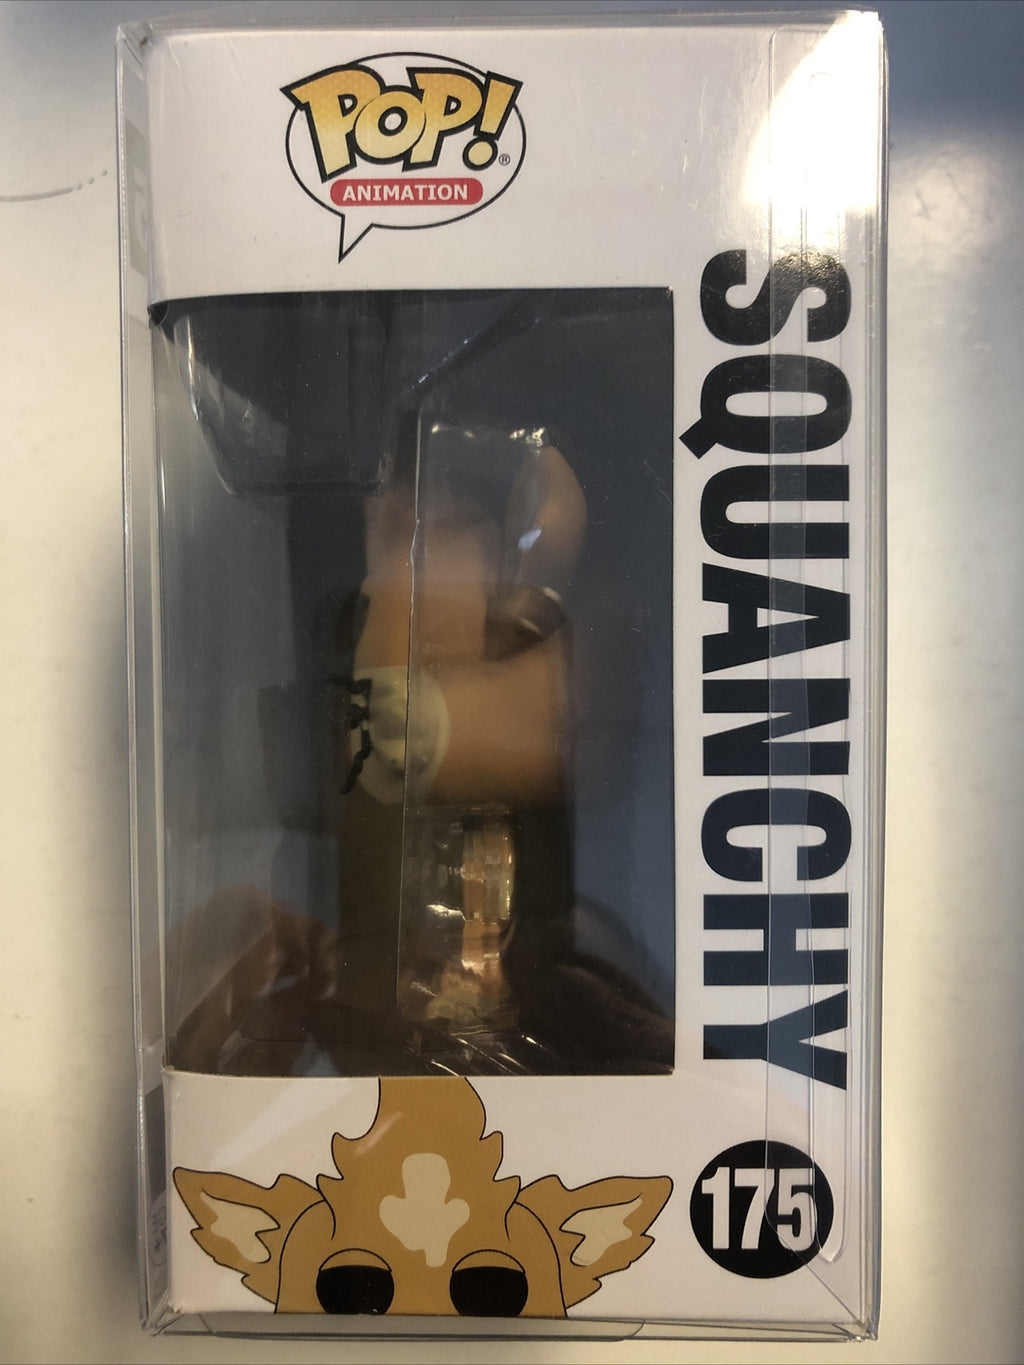 POP!®
ANIMATION
SQUANCHY
175